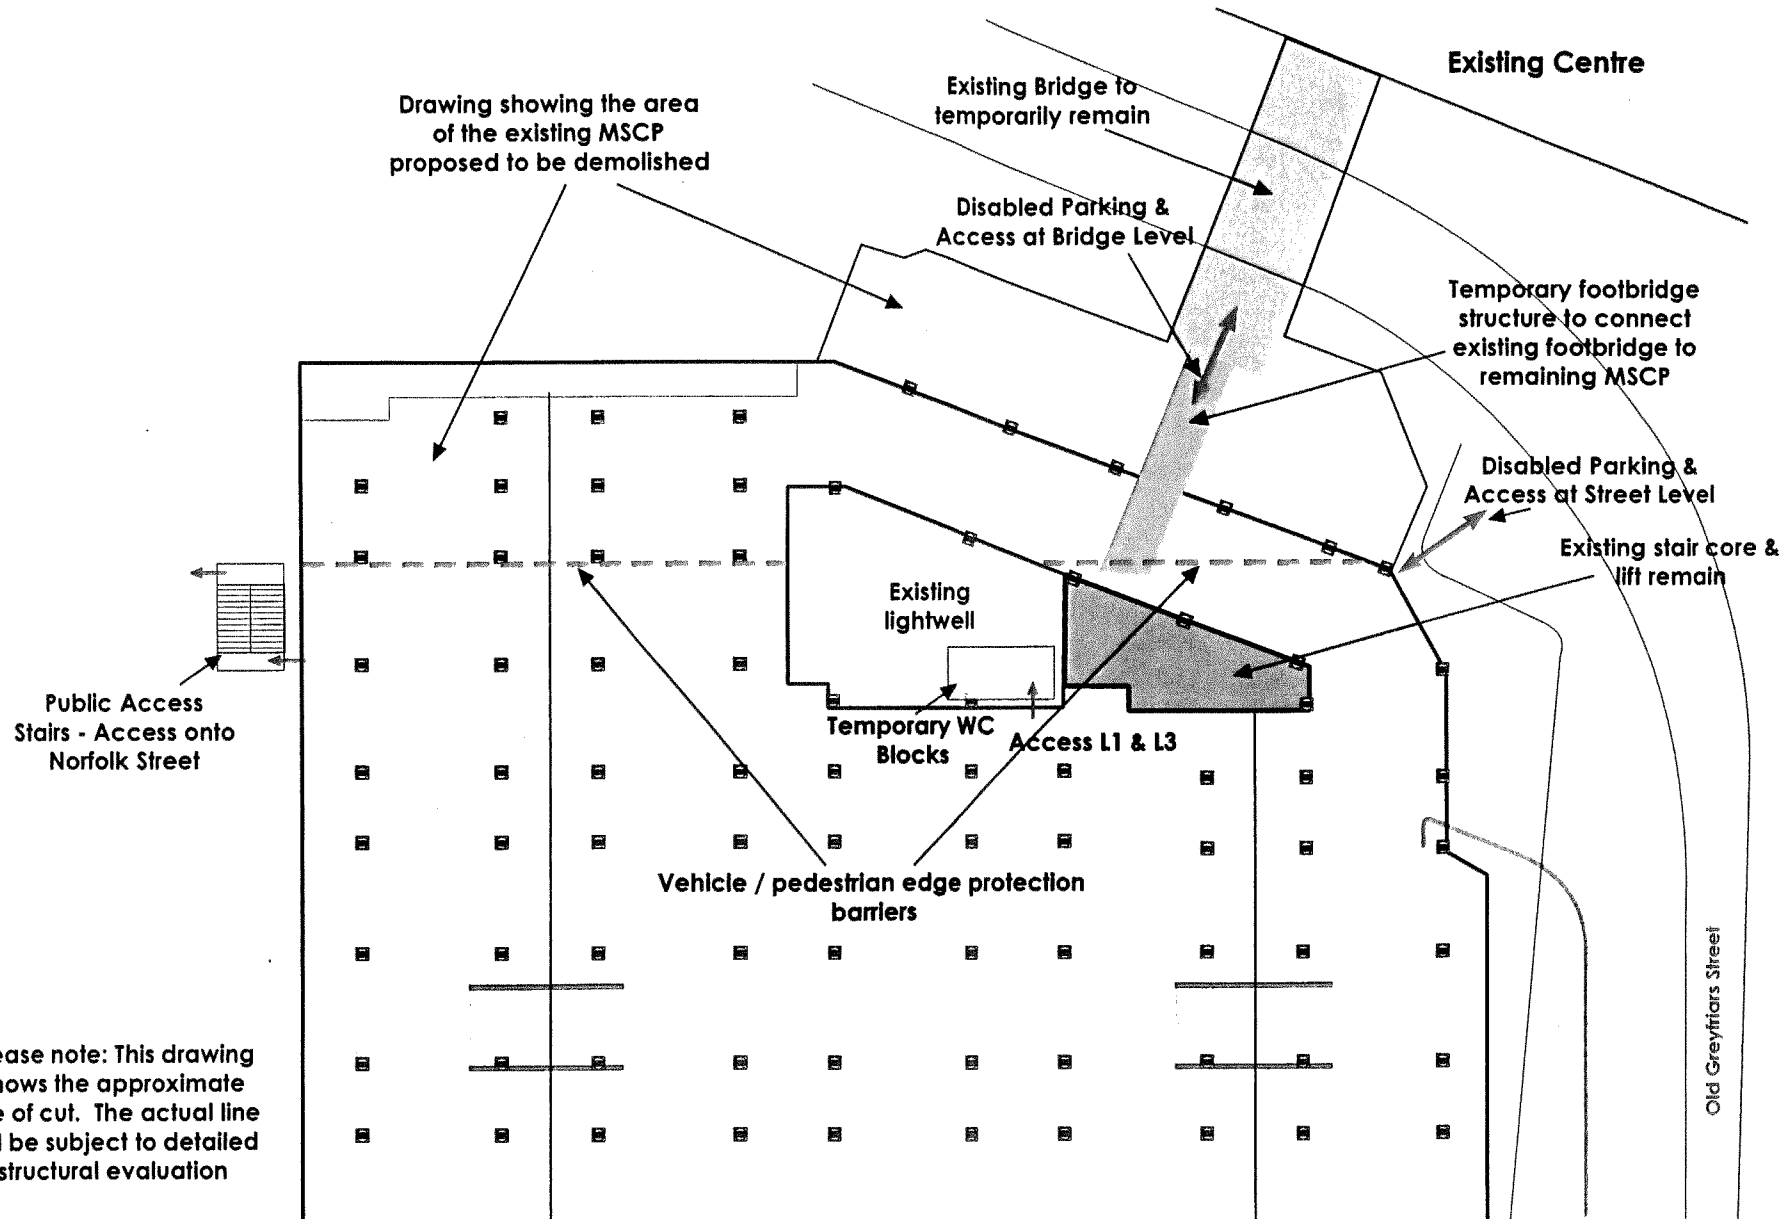 Existing Centre
Drawing showing the area
of the existing MSCP
proposed to be demolished
Existing Bridge to
temporarily remain
Disabled Parking &
Access at Bridge Level
Temporary footbridge
structure to connect
existing footbridge to
remaining MSCP
Disabled Parking &
Access at Street Level
Existing stair core &
lift remain
Existing
lightwell
Public Access
Stairs - Access onto
Norfolk Street
Temporary WC
Blocks
Access L1 & L3
Vehicle / pedestrian edge protection
barriers
Old Greyfriars Street
ease note: This drawing
hows the approximate
e of cut. The actual line
l be subject to detailed
structural evaluation